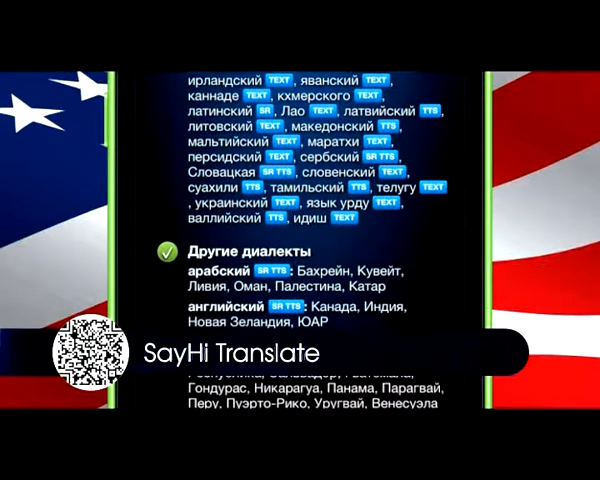 ирландский TEXT, яванский TEXT,
каннаде TEXT, кхмерского TEXT,
латинский SR, Лао TEXT, латвийский TTS,
литовский TEXT, македонский TTS,
мальтийский TEXT, маратхи TEXT,
персидский TEXT, сербский SR TTS,
Словацкая SR TTS, словенский TEXT,
суахили TTS, тамильский TTS, телугу TEXT
, украинский TEXT, язык урду TEXT,
валлийский TTS, идиш TEXT
Другие диалекты
арабский SR TTS: Бахрейн, Кувейт,
Ливия, Оман, Палестина, Катар
английский SR TTS: Канада, Индия,
Новая Зеландия, ЮАР
SayHi Translate
Гондурас, Никарагуа, Панама, Парагвай,
Перу, Пуэрто-Рико, Уругвай, Венесуэла